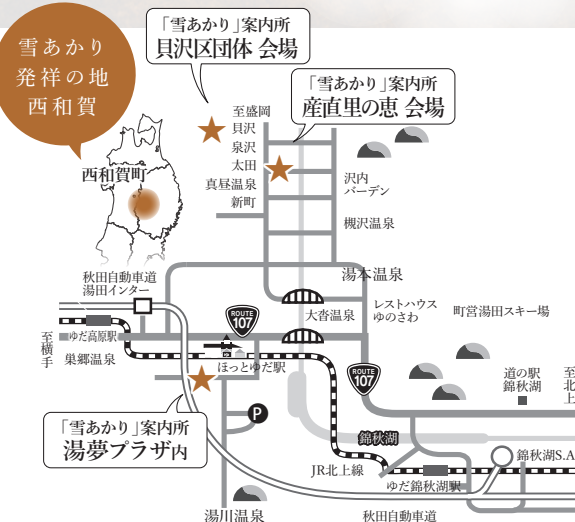 雪あかり
発祥の地
西和賀
「雪あかり」案内所
貝沢区団体 会場
「雪あかり」案内所
産直里の恵 会場
西和賀町
至盛岡
貝沢
泉沢
太田
真昼温泉
新町
沢内
バーデン
槻沢温泉
秋田自動車道
湯田インター
湯本温泉
ROUTE
107
大沓温泉
レストハウス
ゆのさわ
町営湯田スキー場
至横手
ゆだ高原駅
巣郷温泉
ほっとゆだ駅
ROUTE
107
道の駅
錦秋湖
至北上
P
「雪あかり」案内所
湯夢プラザ内
錦秋湖
JR北上線
錦秋湖S.A
ゆだ錦秋湖駅
湯川温泉
秋田自動車道